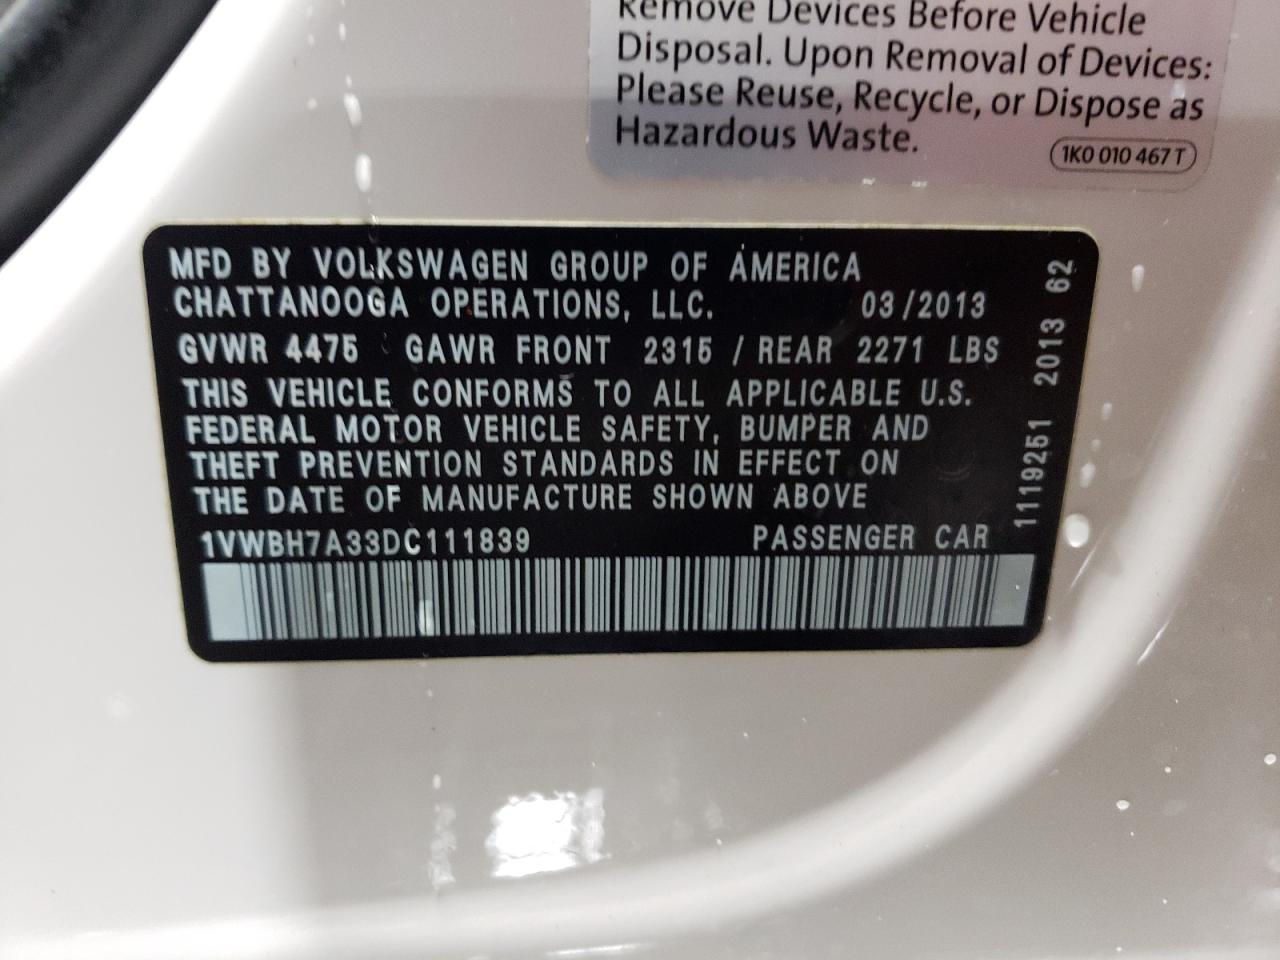 Remove Devices Before Vehicle
Disposal. Upon Removal of Devices:
Please Reuse, Recycle, or Dispose as
Hazardous Waste.
1K0 010 467 T
MFD BY VOLKSWAGEN GROUP OF AMERICA
CHATTANOOGA OPERATIONS, LLC. 03/2013
GVWR 4475 GAWR FRONT 2315 / REAR 2271 LBS
THIS VEHICLE CONFORMS TO ALL APPLICABLE U.S.
FEDERAL MOTOR VEHICLE SAFETY, BUMPER AND
THEFT PREVENTION STANDARDS IN EFFECT ON
THE DATE OF MANUFACTURE SHOWN ABOVE
1VWBH7A33DC111839 PASSENGER CAR
1119251 2013 62